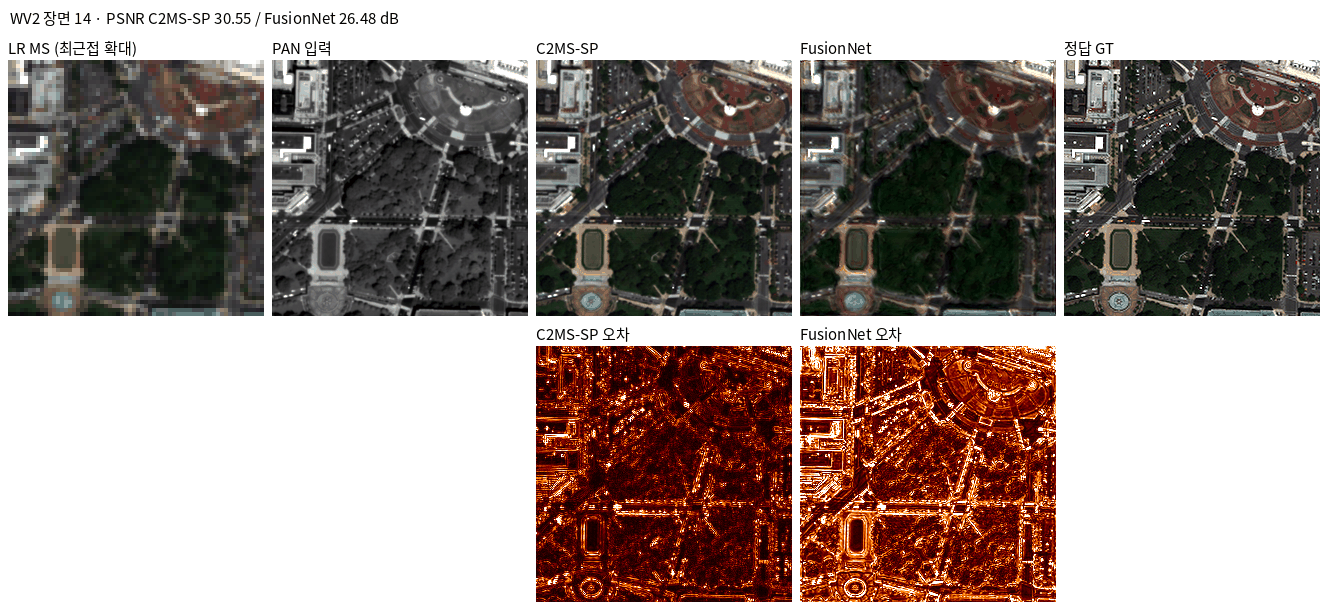 WV2 장면 14 · PSNR C2MS-SP 30.55 / FusionNet 26.48 dB
LR MS (최근접 확대)
PAN 입력
C2MS-SP
FusionNet
정답 GT
C2MS-SP 오차
FusionNet 오차